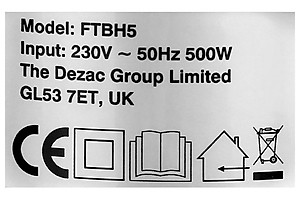 Model: FTBH5
Input: 230V ~ 50Hz 500W
The Dezac Group Limited
GL53 7ET, UK
CE